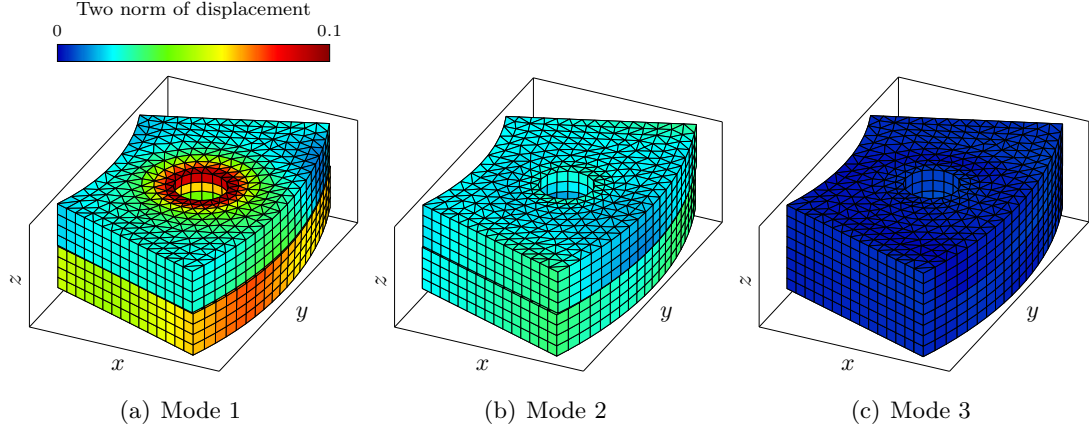 Two norm of displacement
0 0.1
z x y
z x y
z x y
(a) Mode 1
(b) Mode 2
(c) Mode 3